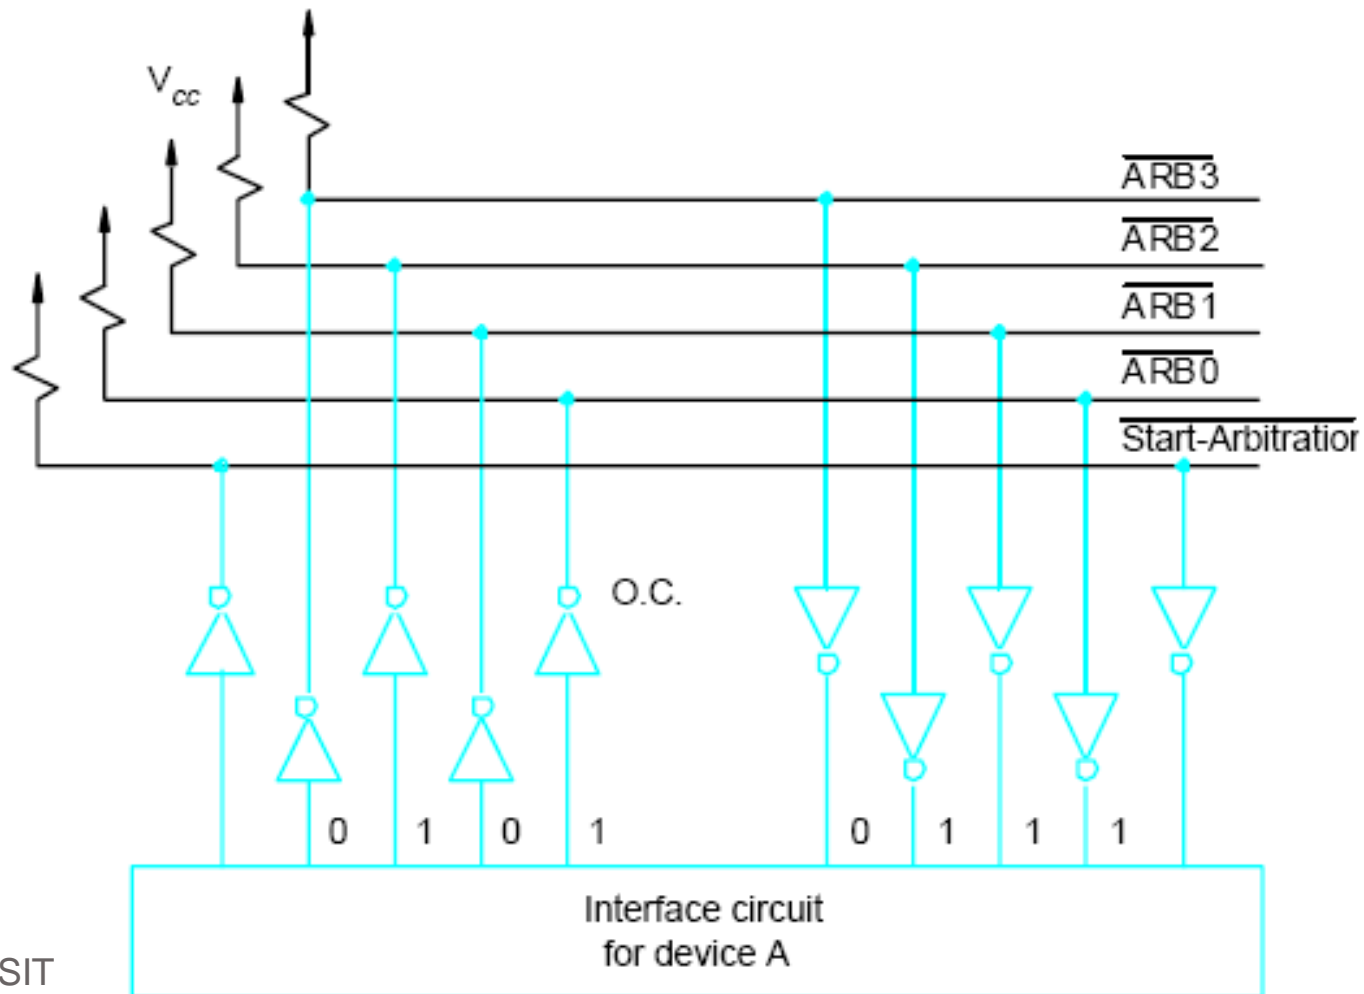 Vcc
ARB3
ARB2
ARB1
ARB0
Start-Arbitration
O.C.
0 1 0 1 0 1 1 1
Interface circuit
for device A
SIT